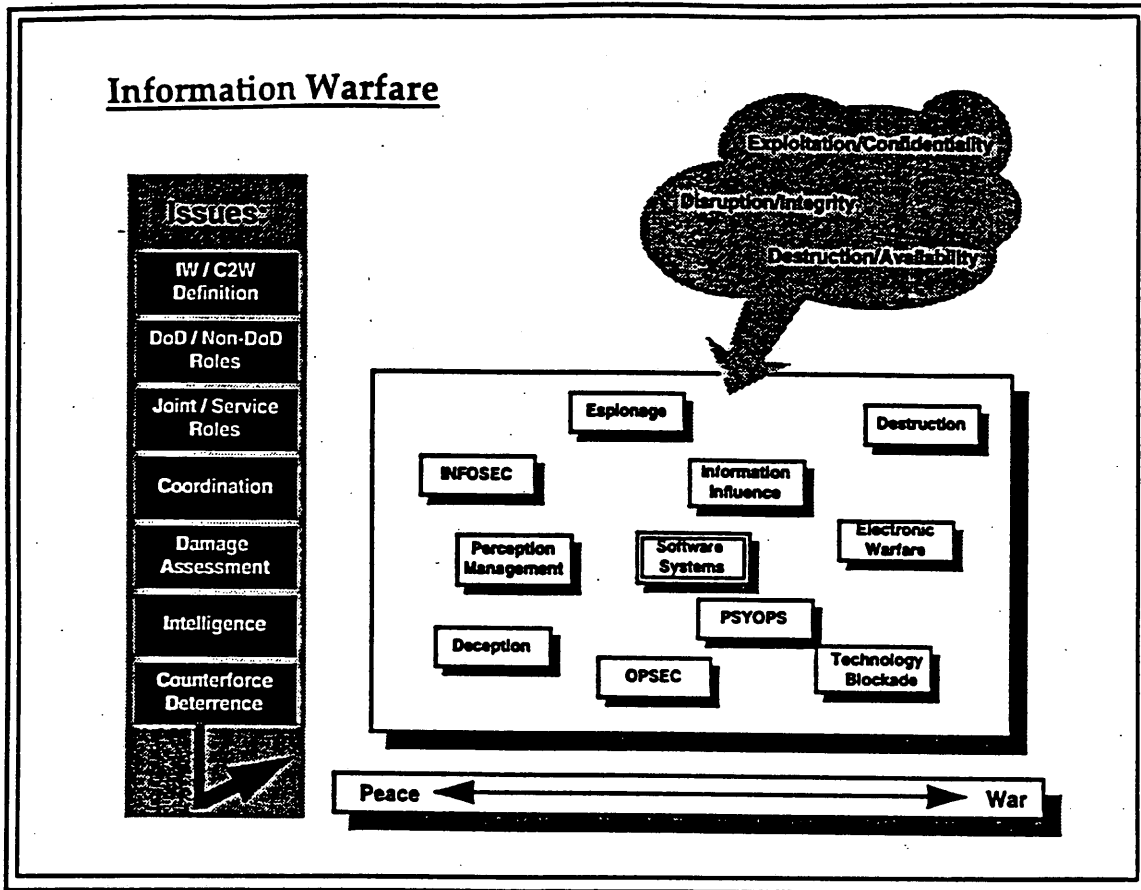 Information Warfare
Exploitation/Confidentiality
Disruption/Integrity
Destruction/Availability
Issues
IW / C2W
Definition
DoD / Non-DoD
Roles
Joint / Service
Roles
Coordination
Damage
Assessment
Intelligence
Counterforce
Deterrence
Espionage
Destruction
INFOSEC
Information
Influence
Perception
Management
Software
Systems
Electronic
Warfare
PSYOPS
Deception
OPSEC
Technology
Blockade
Peace
War